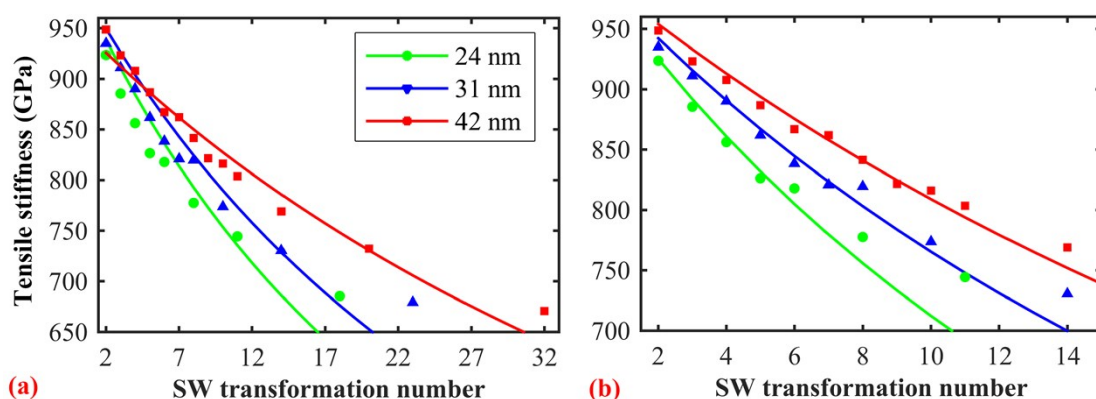 950
900
850
800
750
700
650
Tensile stiffness (GPa)
24 nm
31 nm
42 nm
2 7 12 17 22 27 32
SW transformation number
(a)
950
900
850
800
750
700
2 4 6 8 10 12 14
SW transformation number
(b)